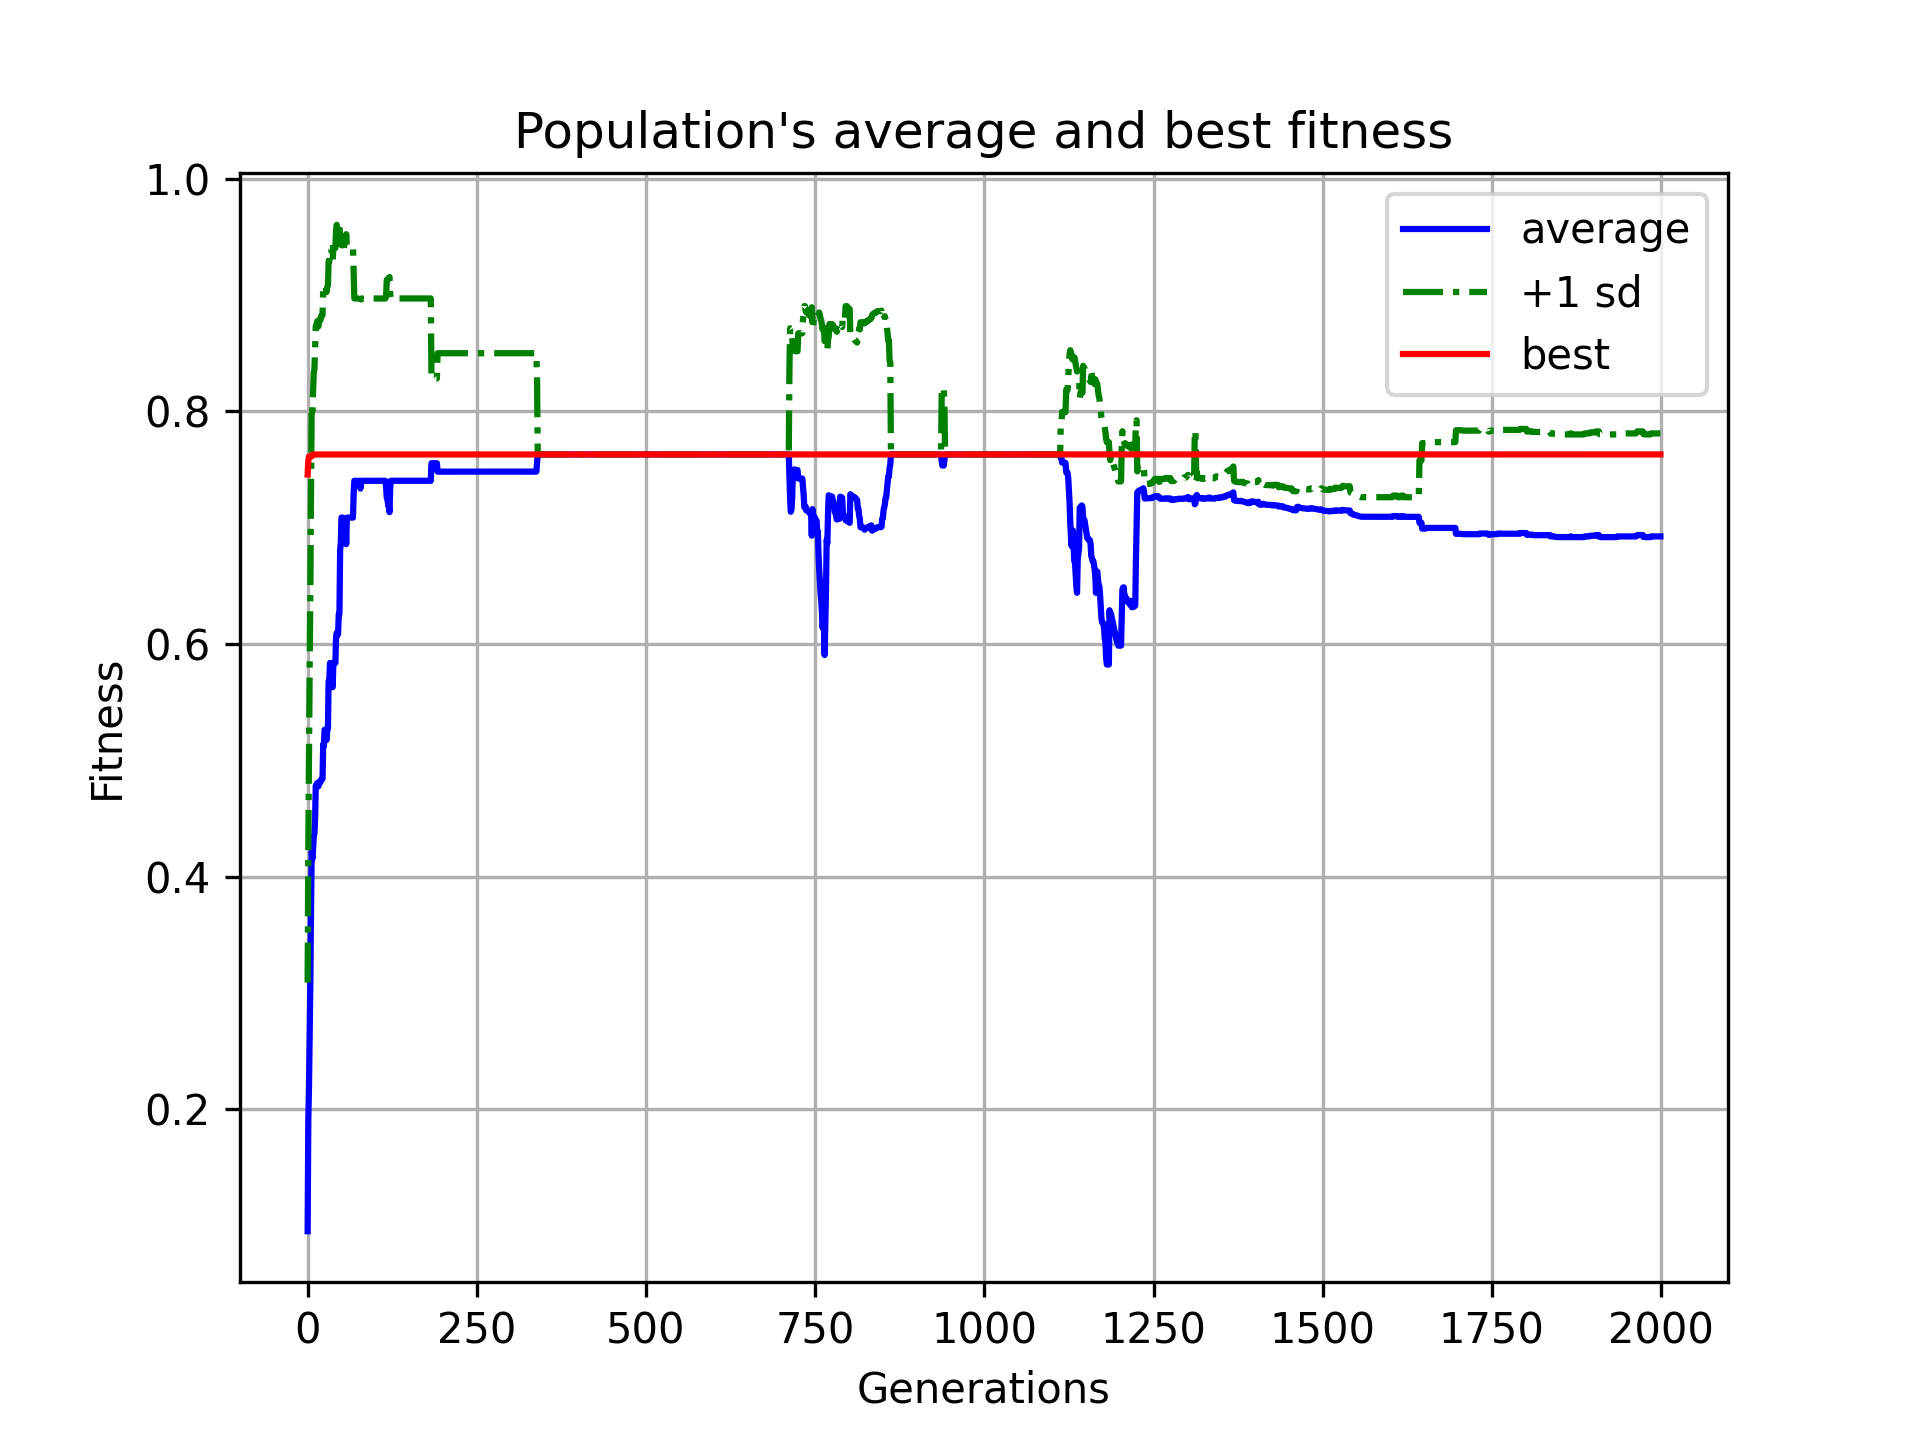 Population's average and best fitness
average
+1 sd
best
1.0
0.8
0.6
0.4
0.2
Fitness
0 250 500 750 1000 1250 1500 1750 2000
Generations